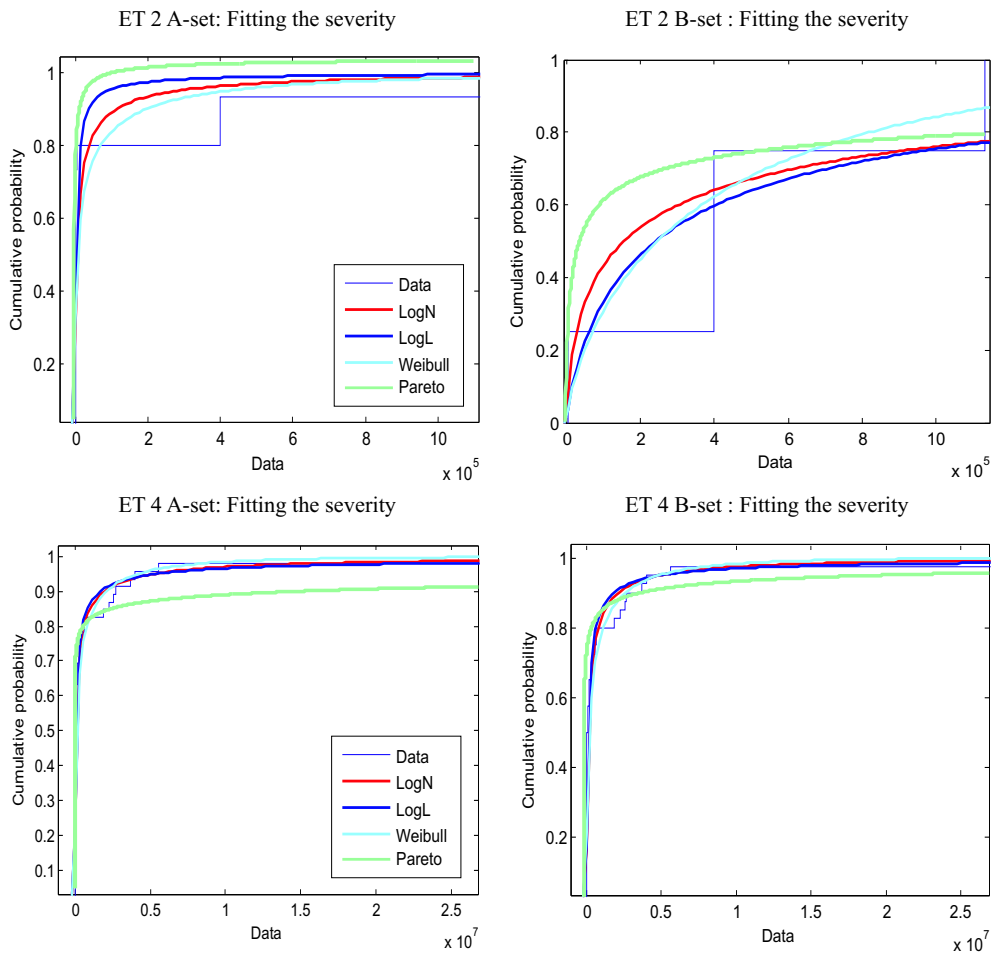 ET 2 A-set: Fitting the severity
1
0.8
0.6
0.4
0.2
Cumulative probability
Data
LogN
LogL
Weibull
Pareto
0 2 4 6 8 10
Data
x 10^5
ET 2 B-set : Fitting the severity
1
0.8
0.6
0.4
0.2
0
Cumulative probability
0 2 4 6 8 10
Data
x 10^5
ET 4 A-set: Fitting the severity
1
0.9
0.8
0.7
0.6
0.5
0.4
0.3
0.2
0.1
Cumulative probability
Data
LogN
LogL
Weibull
Pareto
0 0.5 1 1.5 2 2.5
Data
x 10^7
ET 4 B-set : Fitting the severity
1
0.8
0.6
0.4
0.2
Cumulative probability
0 0.5 1 1.5 2 2.5
Data
x 10^7